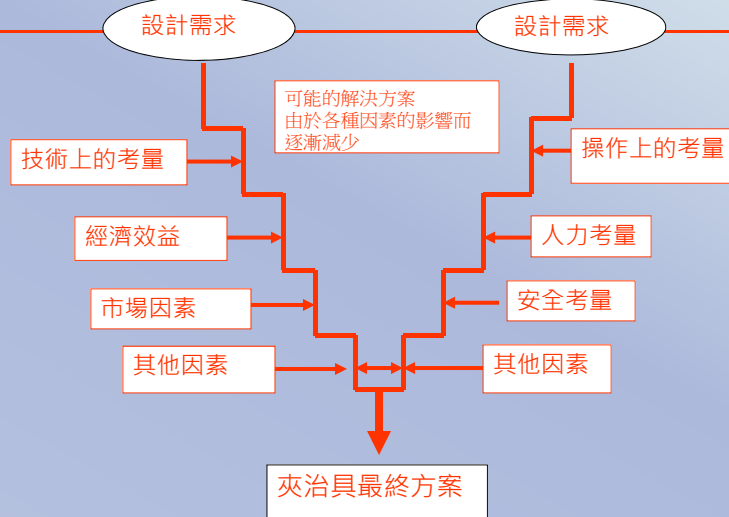 設計需求
設計需求
可能的解決方案
由於各種因素的影響而
逐漸減少
技術上的考量
操作上的考量
經濟效益
人力考量
市場因素
安全考量
其他因素
其他因素
夾治具最終方案